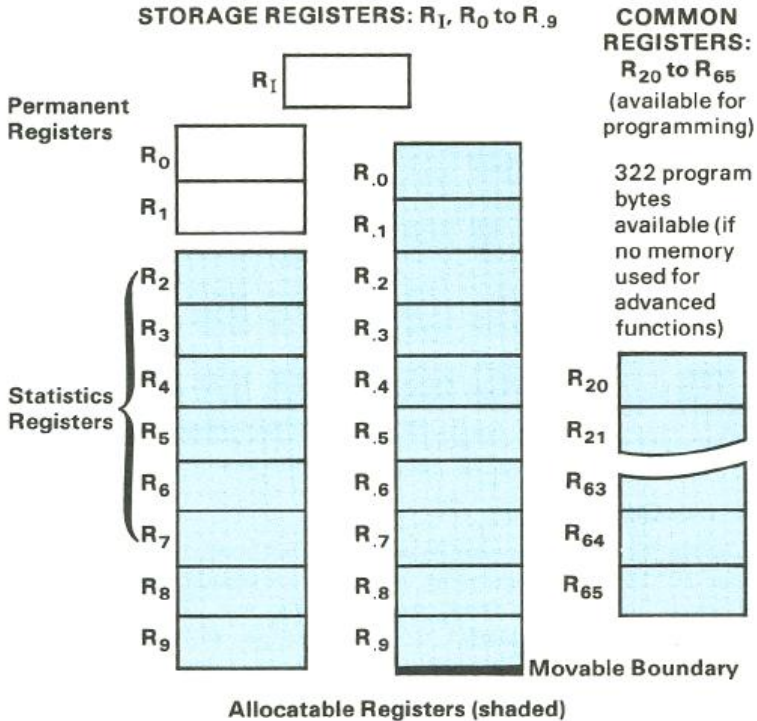 STORAGE REGISTERS: R_I, R_0 to R_.9
R_I
Permanent
Registers
R_0
R_1
R_2
R_3
R_4
R_5
R_6
R_7
R_8
R_9
Statistics
Registers
R_.0
R_.1
R_.2
R_.3
R_.4
R_.5
R_.6
R_.7
R_.8
R_.9
COMMON
REGISTERS:
R_20 to R_65
(available for
programming)
322 program
bytes
available (if
no memory
used for
advanced
functions)
R_20
R_21
R_63
R_64
R_65
Movable Boundary
Allocatable Registers (shaded)